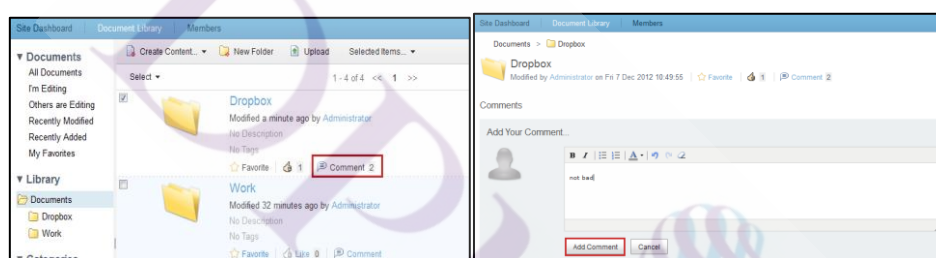 Site Dashboard Document Library Members
▼ Documents
All Documents
I'm Editing
Others are Editing
Recently Modified
Recently Added
My Favorites
▼ Library
Documents
Dropbox
Work
▼ Categories
Create Content... ▾ New Folder Upload Selected Items... ▾
Select ▾ 1 - 4 of 4 << 1 >>
Dropbox
Modified a minute ago by Administrator
No Description
No Tags
Favorite 1 Comment 2
Work
Modified 32 minutes ago by Administrator
No Description
No Tags
Favorite Like 0 Comment
Site Dashboard Document Library Members
Documents > Dropbox
Dropbox
Modified by Administrator on Fri 7 Dec 2012 10:49:55 Favorite 1 Comment 2
Comments
Add Your Comment...
B I A
not bad
Add Comment Cancel